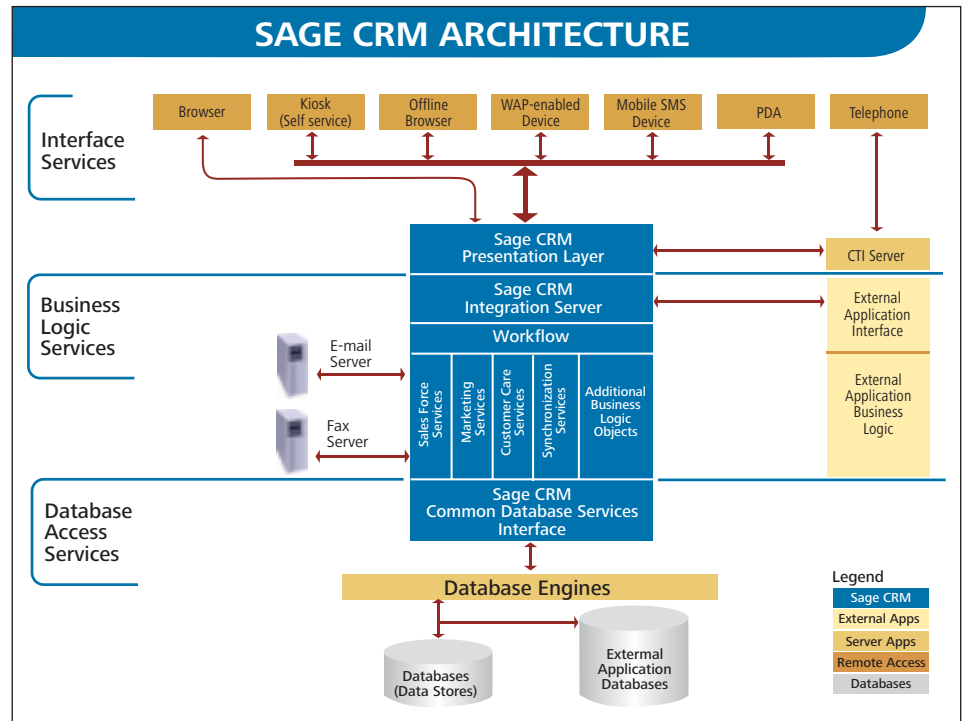 SAGE CRM ARCHITECTURE
Interface
Services
Browser
Kiosk
(Self service)
Offline
Browser
WAP-enabled
Device
Mobile SMS
Device
PDA
Telephone
Sage CRM
Presentation Layer
CTI Server
Business
Logic
Services
Sage CRM
Integration Server
External
Application
Interface
Workflow
E-mail
Server
Fax
Server
Sales Force
Services
Marketing
Services
Customer Care
Services
Synchronization
Services
Additional
Business
Logic
Objects
External
Application
Business
Logic
Database
Access
Services
Sage CRM
Common Database Services
Interface
Database Engines
Databases
(Data Stores)
External
Application
Databases
Legend
Sage CRM
External Apps
Server Apps
Remote Access
Databases